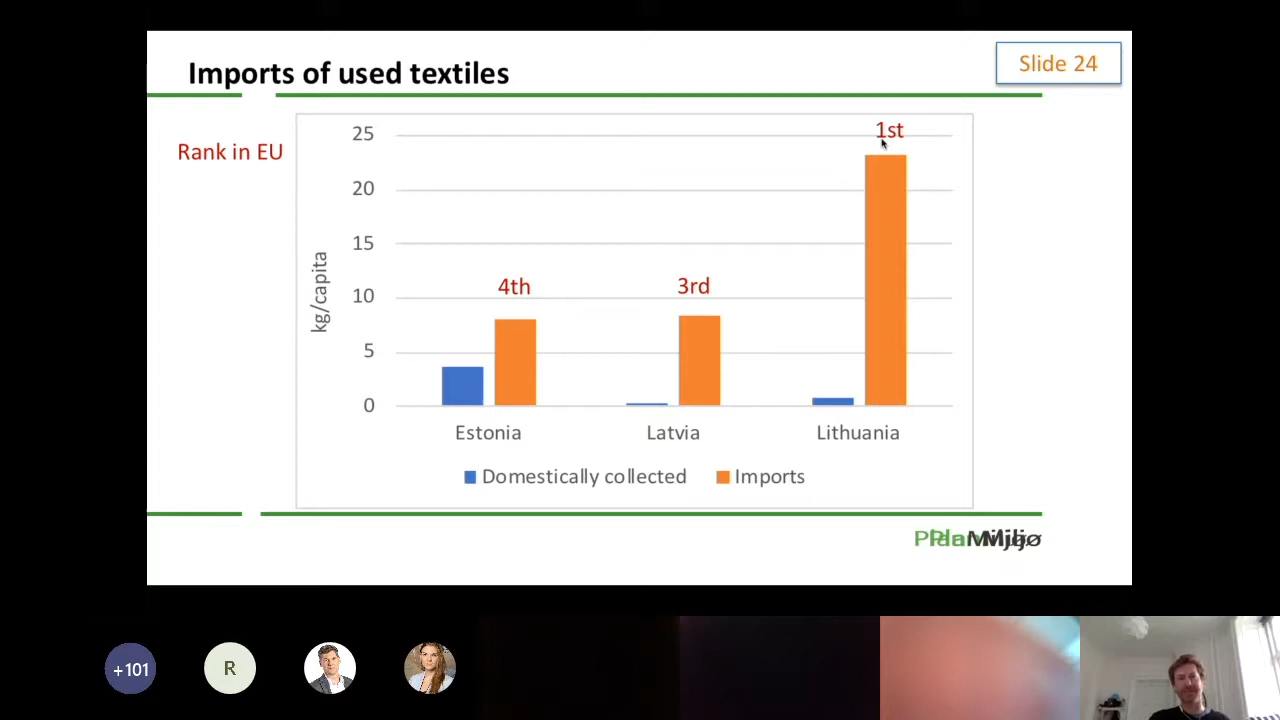 Imports of used textiles
Slide 24
Rank in EU
kg/capita
25
20
15
10
5
0
4th
3rd
1st
Estonia
Latvia
Lithuania
Domestically collected
Imports
PlanMiljø
+101
R